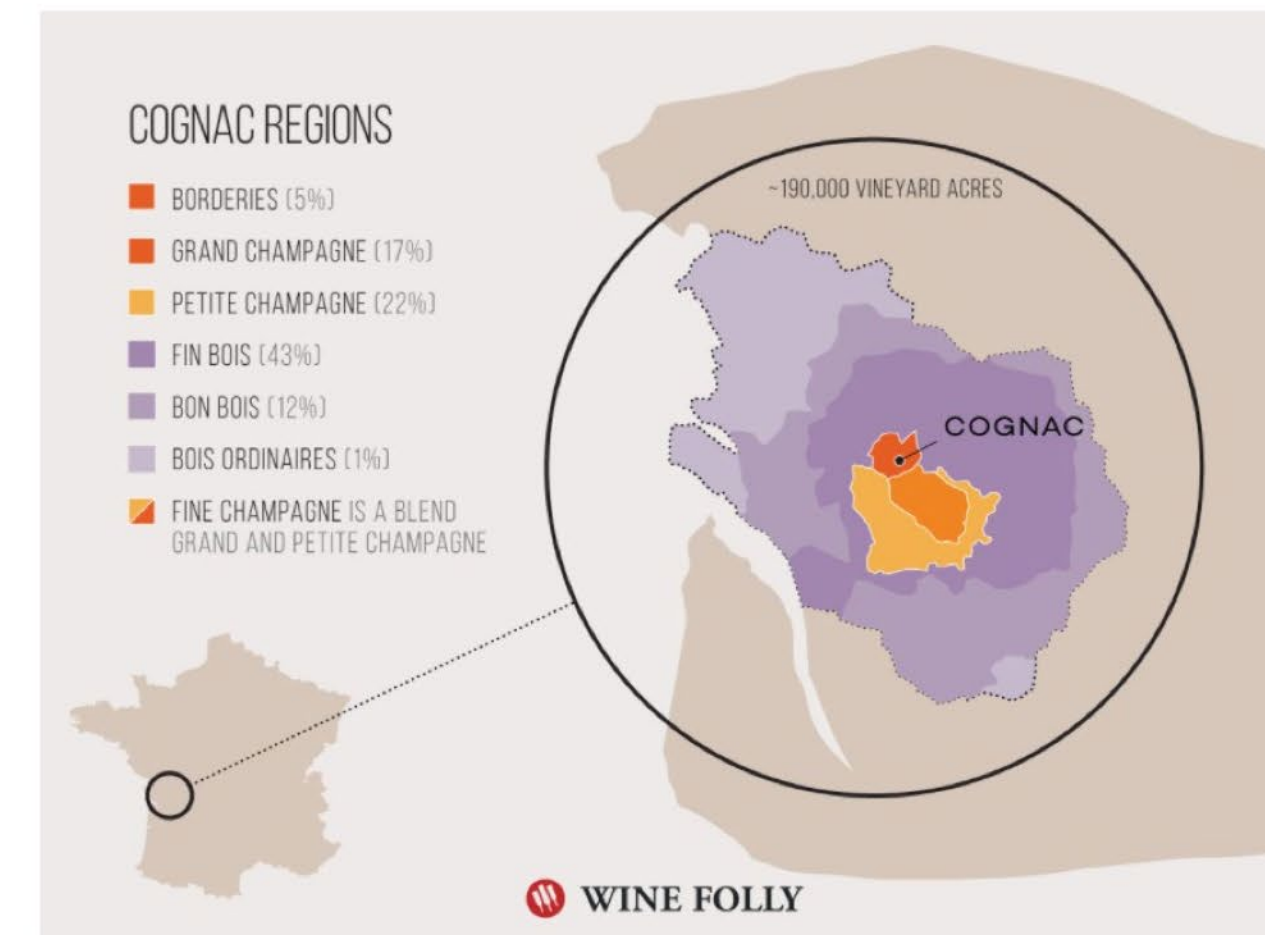 COGNAC REGIONS
BORDERIES (5%)
GRAND CHAMPAGNE (17%)
PETITE CHAMPAGNE (22%)
FIN BOIS (43%)
BON BOIS (12%)
BOIS ORDINAIRES (1%)
FINE CHAMPAGNE IS A BLEND
GRAND AND PETITE CHAMPAGNE
~190,000 VINEYARD ACRES
COGNAC
WINE FOLLY